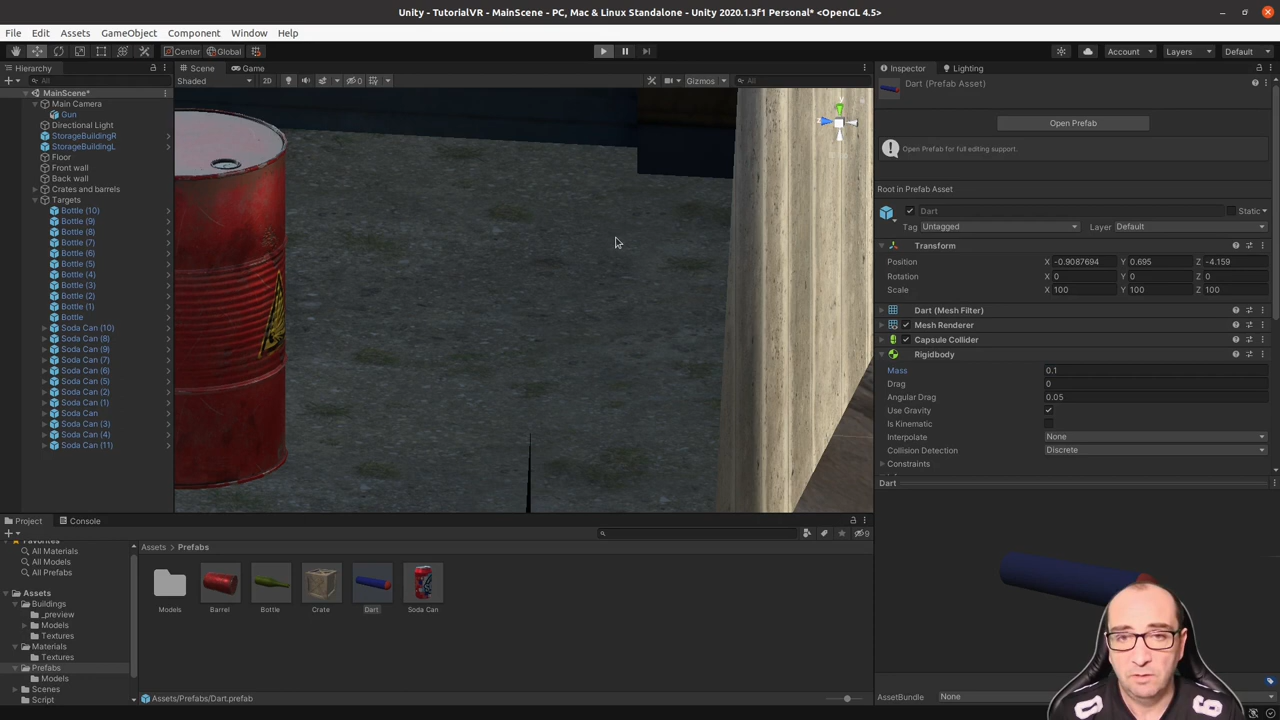 Unity - TutorialVR - MainScene - PC, Mac & Linux Standalone - Unity 2020.1.3f1 Personal* <OpenGL 4.5>
File Edit Assets GameObject Component Window Help
Center Global Account Layers Default
Hierarchy
All
MainScene*
Main Camera
Gun
Directional Light
StorageBuildingR
StorageBuildingL
Floor
Front wall
Back wall
Crates and barrels
Targets
Bottle (10)
Bottle (9)
Bottle (8)
Bottle (7)
Bottle (6)
Bottle (5)
Bottle (4)
Bottle (3)
Bottle (2)
Bottle (1)
Bottle
Soda Can (10)
Soda Can (8)
Soda Can (9)
Soda Can (7)
Soda Can (6)
Soda Can (5)
Soda Can (2)
Soda Can (1)
Soda Can
Soda Can (3)
Soda Can (4)
Soda Can (11)
Scene Game
Shaded 2D 0 Gizmos All
Inspector Lighting
Dart (Prefab Asset)
Open Prefab
Open Prefab for full editing support.
Root in Prefab Asset
Dart Static
Tag Untagged Layer Default
Transform
Position X -0.9087694 Y 0.695 Z -4.159
Rotation X 0 Y 0 Z 0
Scale X 100 Y 100 Z 100
Dart (Mesh Filter)
Mesh Renderer
Capsule Collider
Rigidbody
Mass 0.1
Drag 0
Angular Drag 0.05
Use Gravity
Is Kinematic
Interpolate None
Collision Detection Discrete
Constraints
Dart
AssetBundle None
Project Console
9
Favorites
All Materials
All Models
All Prefabs
Assets
Buildings
_preview
Models
Textures
Materials
Textures
Prefabs
Models
Scenes
Script
Assets > Prefabs
Models Barrel Bottle Crate Dart Soda Can
Assets/Prefabs/Dart.prefab